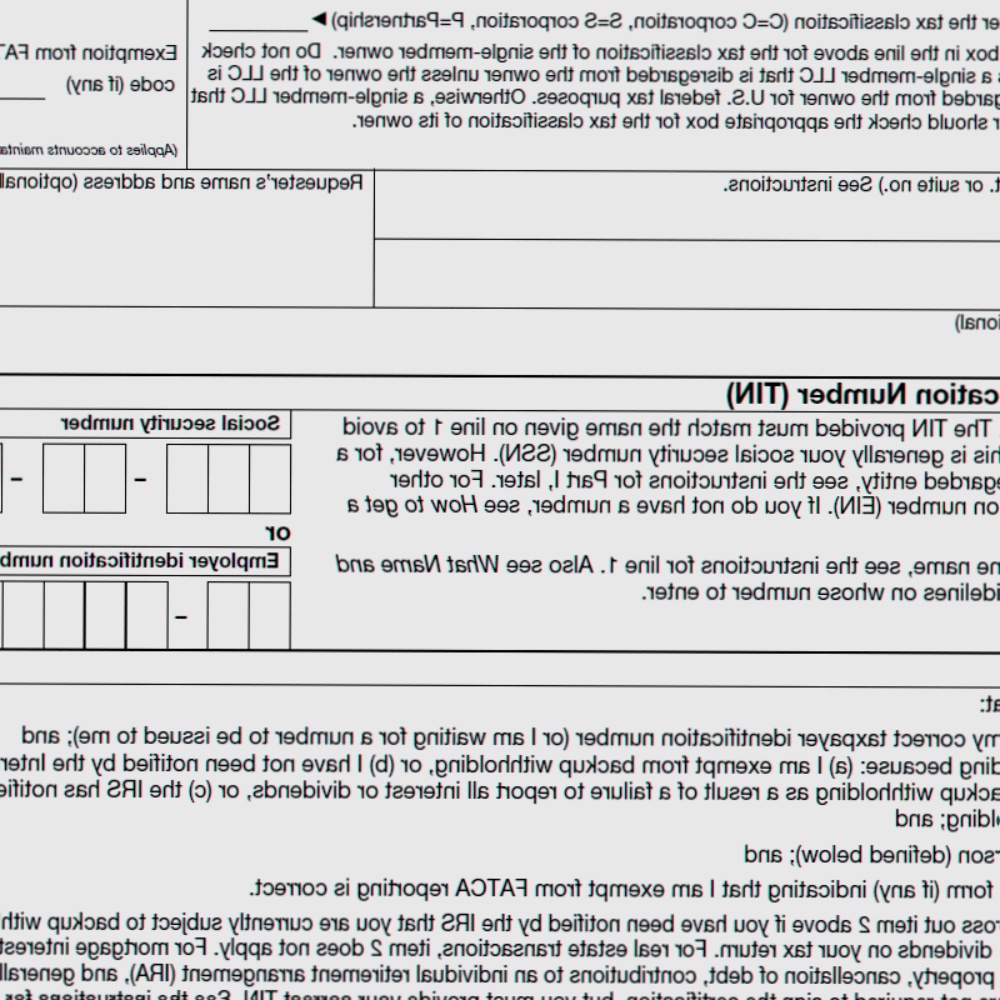 er the tax classification (C=C corporation, S=S corporation, P=Partnership) ▶
box in the line above for the tax classification of the single-member owner. Do not check
a single-member LLC that is disregarded from the owner unless the owner of the LLC is
garded from the owner for U.S. federal tax purposes. Otherwise, a single-member LLC that
r should check the appropriate box for the tax classification of its owner.
Exemption from FA
code (if any)
(Applies to accounts mainta
t. or suite no.) See instructions.
Requester's name and address (optional
ional)
cation Number (TIN)
The TIN provided must match the name given on line 1 to avoid
his is generally your social security number (SSN). However, for a
egarded entity, see the instructions for Part I, later. For other
on number (EIN). If you do not have a number, see How to get a
ne name, see the instructions for line 1. Also see What Name and
idelines on whose number to enter.
Social security number
– –
or
Employer identification numb
–
at:
my correct taxpayer identification number (or I am waiting for a number to be issued to me); and
ding because: (a) I am exempt from backup withholding, or (b) I have not been notified by the Inter
ackup withholding as a result of a failure to report all interest or dividends, or (c) the IRS has notifie
lding; and
rson (defined below); and
form (if any) indicating that I am exempt from FATCA reporting is correct.
oss out item 2 above if you have been notified by the IRS that you are currently subject to backup with
dividends on your tax return. For real estate transactions, item 2 does not apply. For mortgage interest
property, cancellation of debt, contributions to an individual retirement arrangement (IRA), and generall